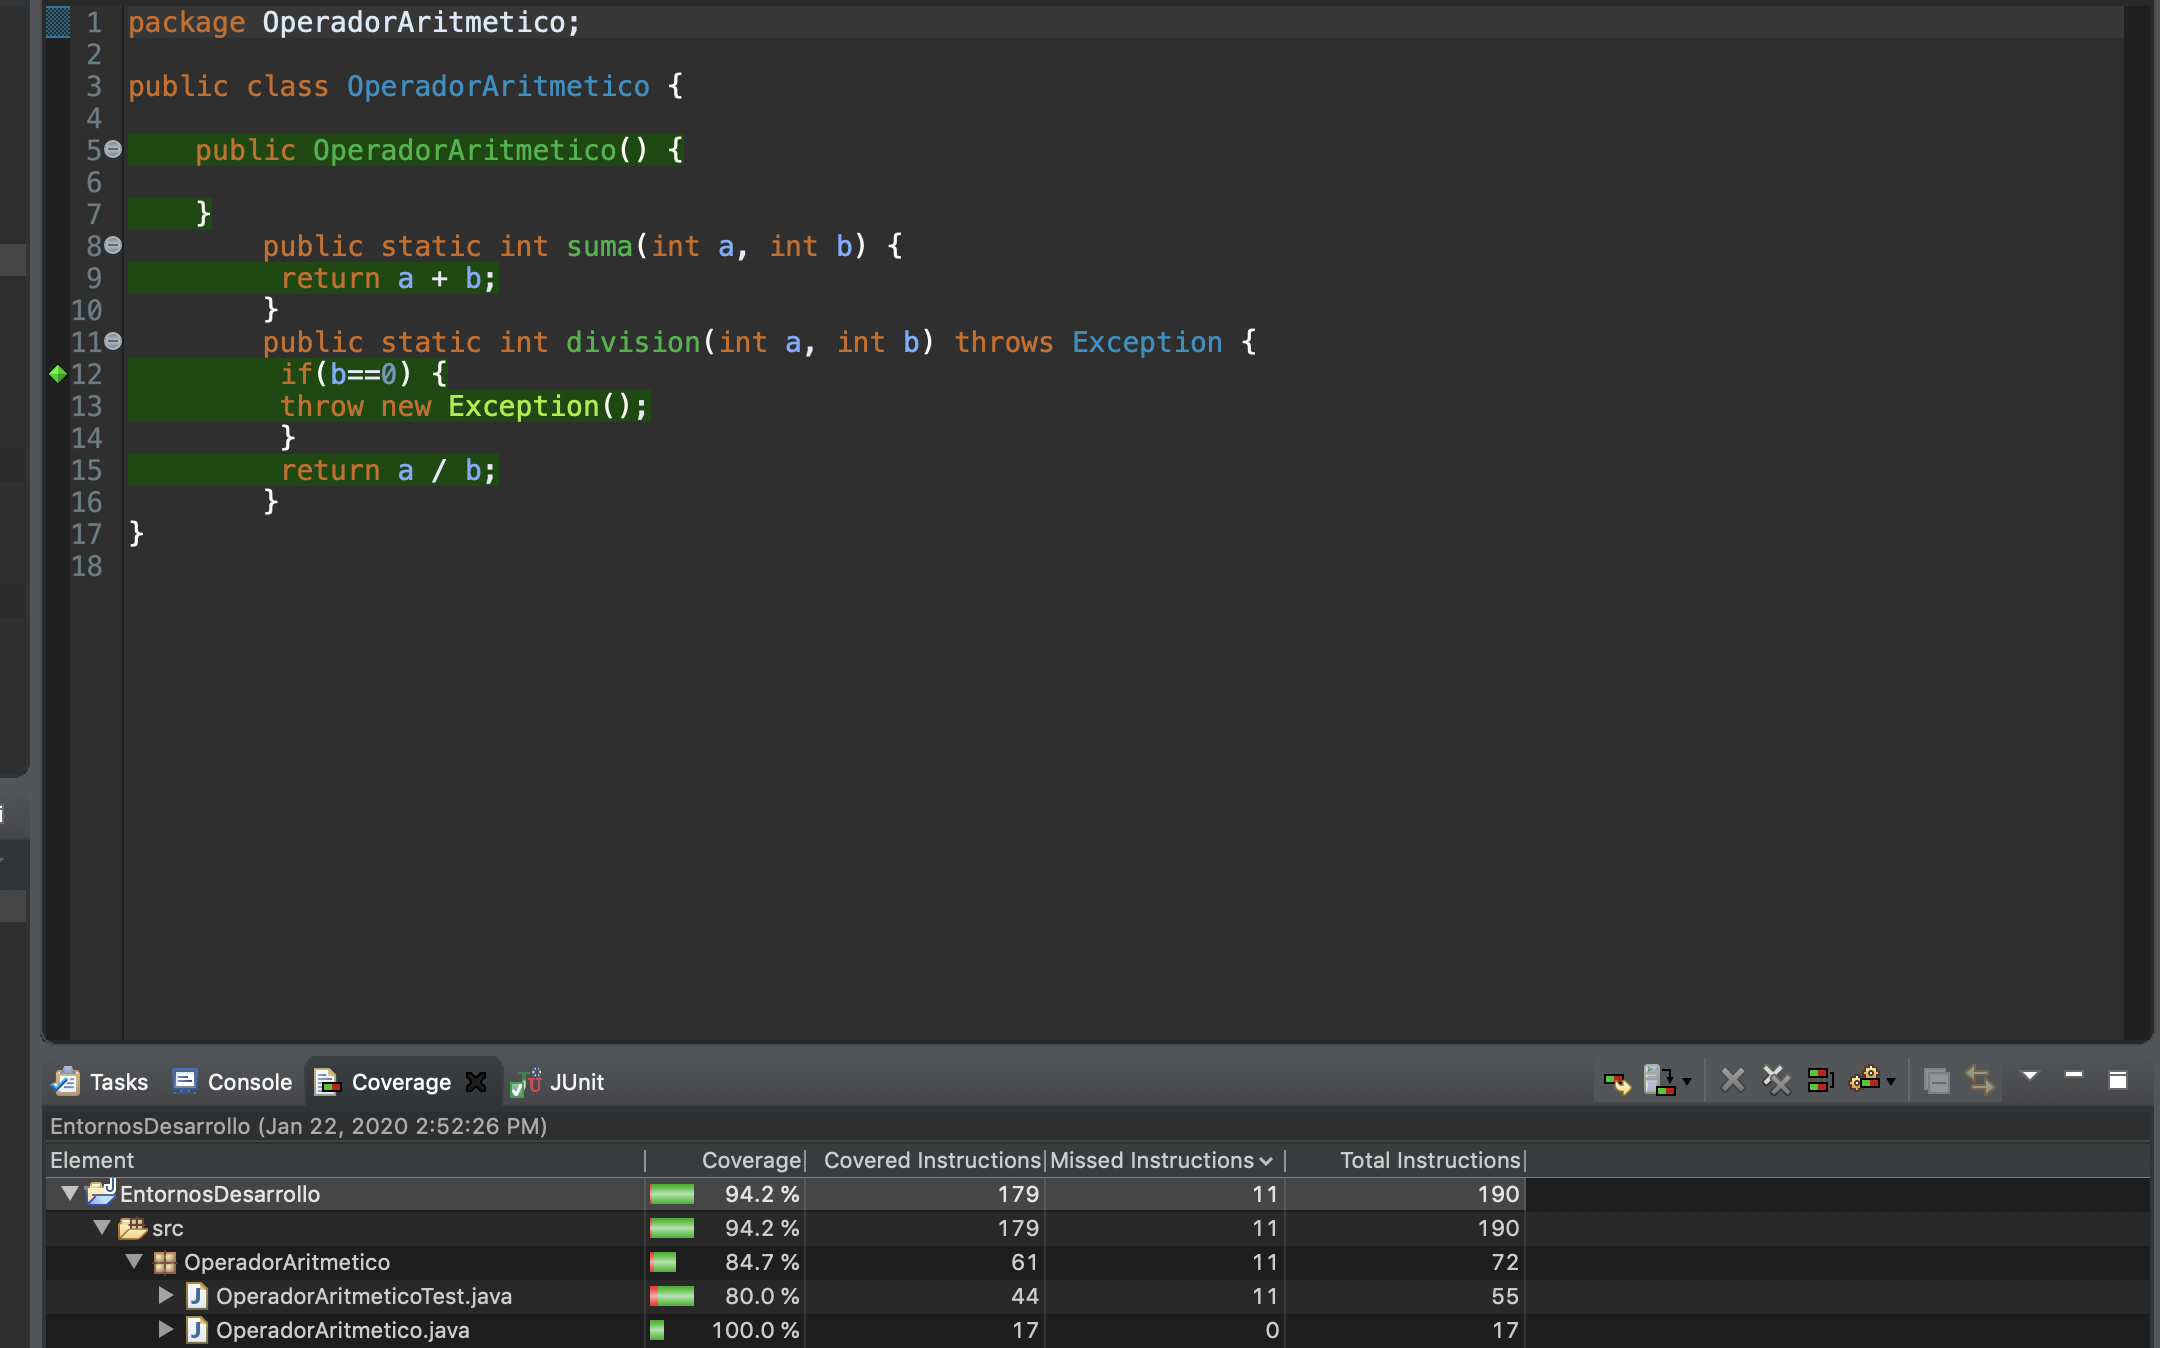 1 package OperadorAritmetico;
2
3 public class OperadorAritmetico {
4
5 public OperadorAritmetico() {
6
7 }
8 public static int suma(int a, int b) {
9 return a + b;
10 }
11 public static int division(int a, int b) throws Exception {
12 if(b==0) {
13 throw new Exception();
14 }
15 return a / b;
16 }
17 }
18
Tasks Console Coverage JUnit
EntornosDesarrollo (Jan 22, 2020 2:52:26 PM)
Element Coverage Covered Instructions Missed Instructions Total Instructions
EntornosDesarrollo 94.2 % 179 11 190
src 94.2 % 179 11 190
OperadorAritmetico 84.7 % 61 11 72
OperadorAritmeticoTest.java 80.0 % 44 11 55
OperadorAritmetico.java 100.0 % 17 0 17